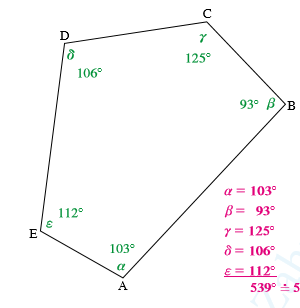 C
D
γ
δ
125°
106°
93° β B
α = 103°
β = 93°
112°
γ = 125°
ε
E
103°
δ = 106°
α
ε = 112°
A
539° ≐ 5